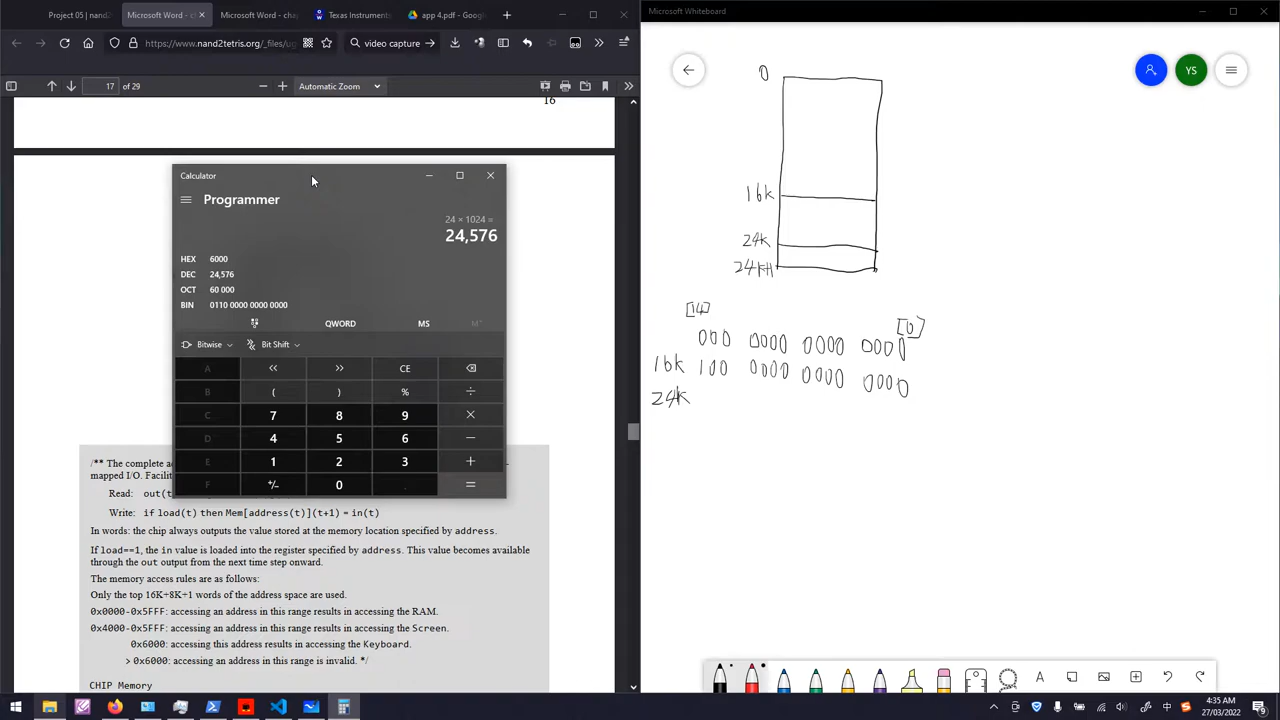 Project 05 | nand2
Microsoft Word - c
Microsoft Word - chap
Texas Instruments
Tip 4.pdf - Goog
https://www.nand2tetris.org/_files/ug
video capture
17 of 29
Automatic Zoom
16
Calculator
Programmer
24 × 1024 =
24,576
HEX 6000
DEC 24,576
OCT 60 000
BIN 0110 0000 0000 0000
QWORD MS M˅
Bitwise Bit Shift
A << >> CE
B ( ) % ÷
C 7 8 9 ×
D 4 5 6 −
E 1 2 3 +
F +/- 0 . =
/** The complete ad
mapped I/O. Facilit
Read: out(t
Write: if load(t) then Mem[address(t)](t+1) = in(t)
In words: the chip always outputs the value stored at the memory location specified by address.
If load==1, the in value is loaded into the register specified by address. This value becomes available
through the out output from the next time step onward.
The memory access rules are as follows:
Only the top 16K+8K+1 words of the address space are used.
0x0000-0x5FFF: accessing an address in this range results in accessing the RAM.
0x4000-0x5FFF: accessing an address in this range results in accessing the Screen.
0x6000: accessing this address results in accessing the Keyboard.
> 0x6000: accessing an address in this range is invalid. */
CHIP Memory
Microsoft Whiteboard
YS
0
16k
24k
24k+1
[14] [0]
000 0000 0000 0000
16k 100 0000 0000 0000
24k
A
中
4:35 AM
27/03/2022